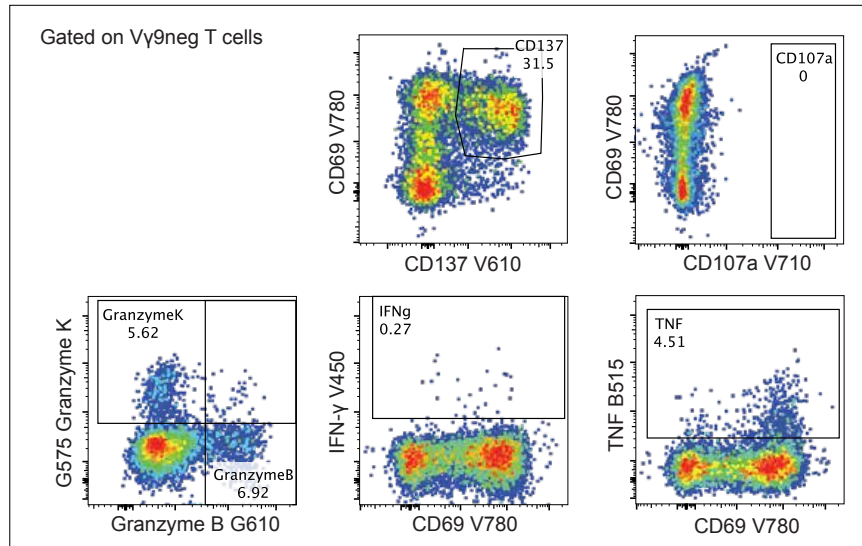 Gated on Vγ9neg T cells
CD69 V780
CD137
31.5
CD137 V610
CD69 V780
CD107a
0
CD107a V710
G575 Granzyme K
GranzymeK
5.62
GranzymeB
6.92
Granzyme B G610
IFN-γ V450
IFNg
0.27
CD69 V780
TNF B515
TNF
4.51
CD69 V780